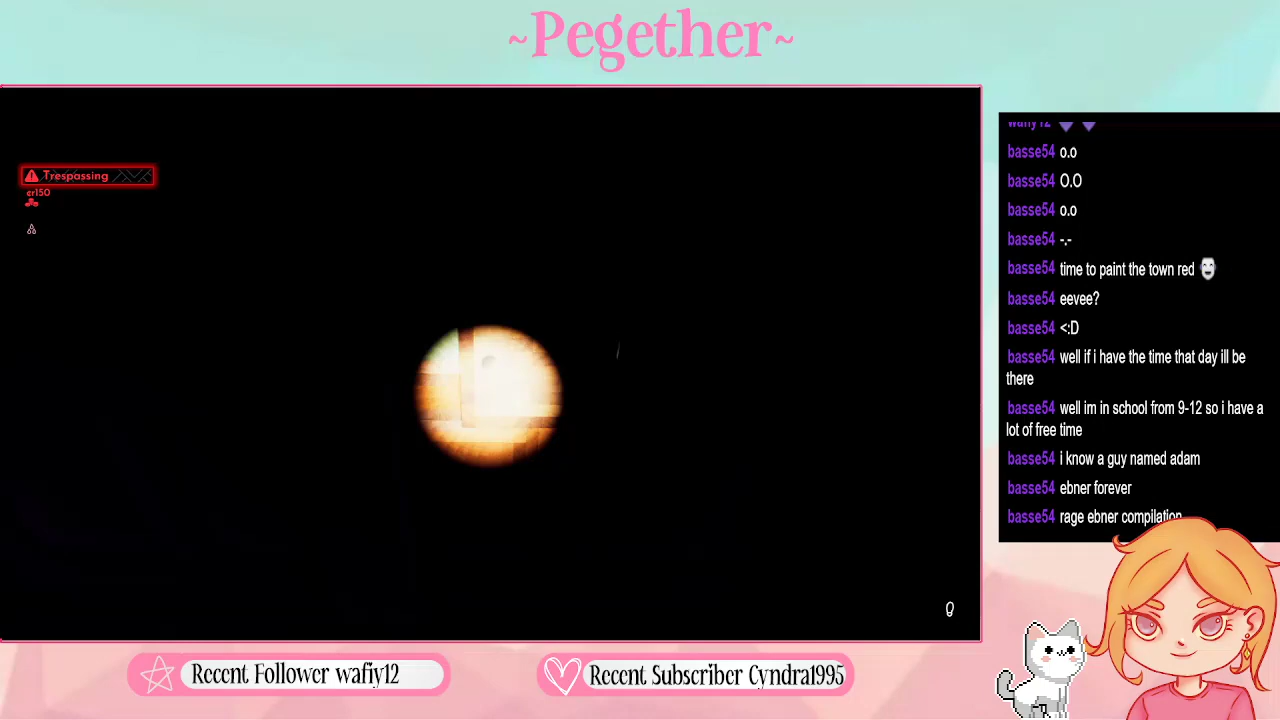 ~Pegether~
Trespassing
er150
wafiy12
basse54 o.o
basse54 O.O
basse54 o.o
basse54 -.-
basse54 time to paint the town red
basse54 eevee?
basse54 <:D
basse54 well if i have the time that day ill be
there
basse54 well im in school from 9-12 so i have a
lot of free time
basse54 i know a guy named adam
basse54 ebner forever
basse54 rage ebner compilation
Recent Follower wafiy12
Recent Subscriber Cyndra1995